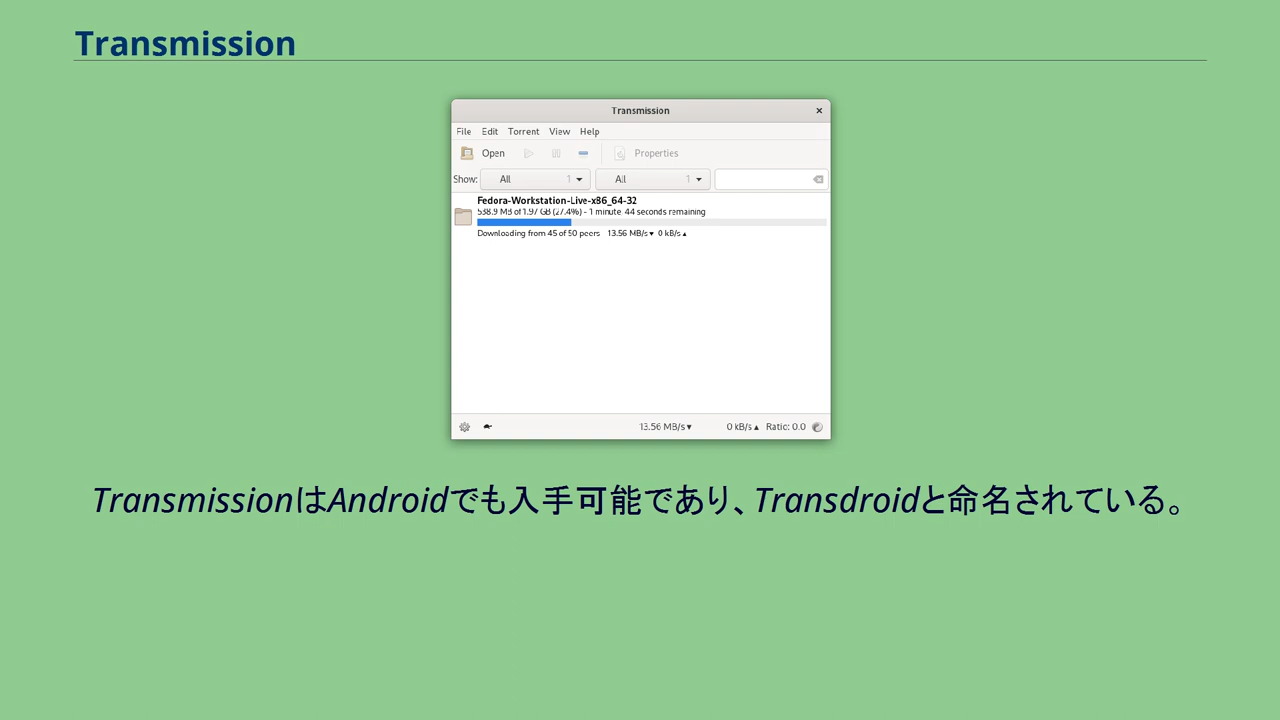 Transmission
Transmission
File Edit Torrent View Help
Open Properties
Show: All 1 All 1
Fedora-Workstation-Live-x86_64-32
538.9 MB of 1.97 GB (27.4%) - 1 minute, 44 seconds remaining
Downloading from 45 of 50 peers 13.56 MB/s▼ 0 kB/s▲
13.56 MB/s▼ 0 kB/s▲ Ratio: 0.0
TransmissionはAndroidでも入手可能であり、Transdroidと命名されている。